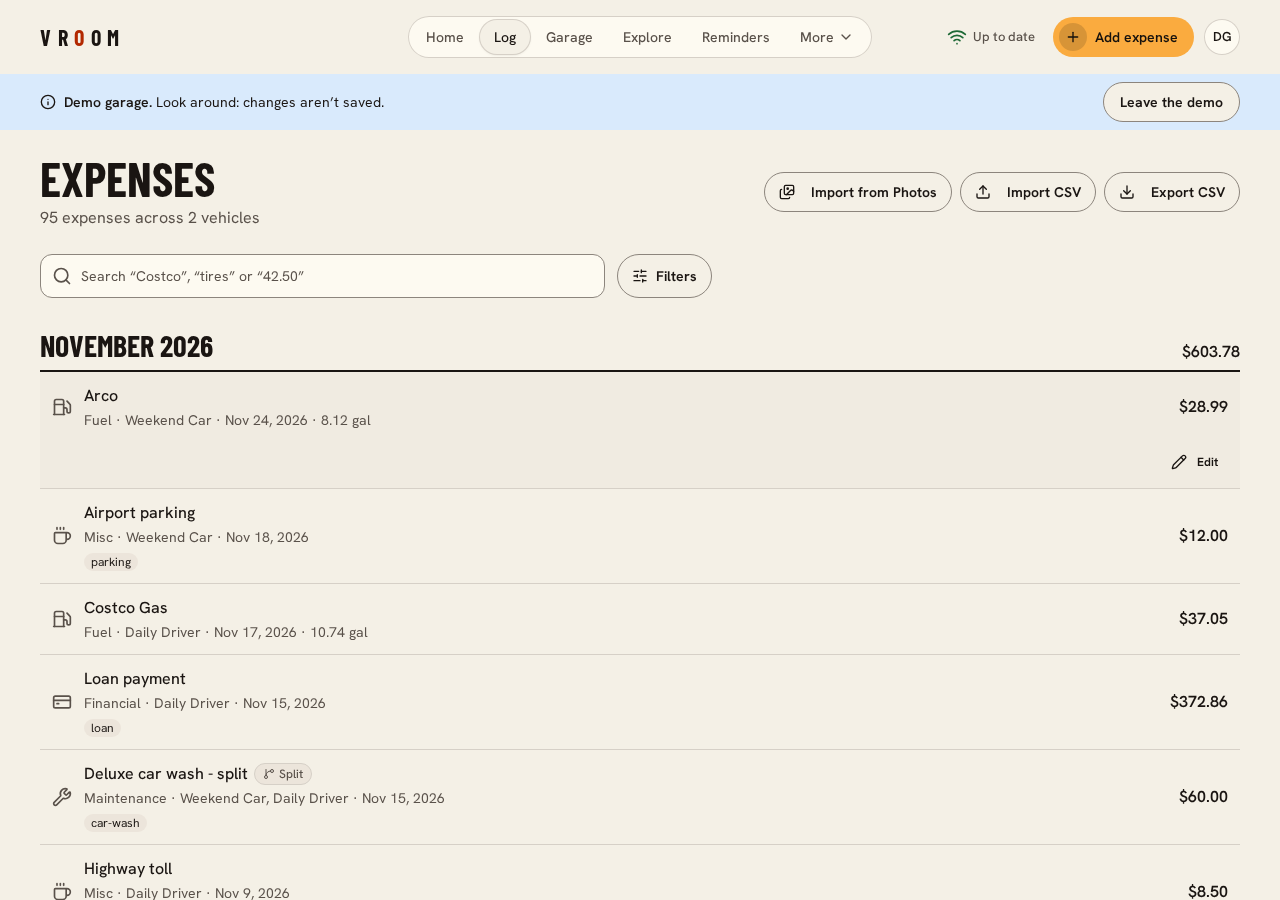 VROOM
Home
Log
Garage
Explore
Reminders
More
Up to date
Add expense
DG
Demo garage. Look around: changes aren’t saved.
Leave the demo
EXPENSES
95 expenses across 2 vehicles
Import from Photos
Import CSV
Export CSV
Search “Costco”, “tires” or “42.50”
Filters
NOVEMBER 2026
$603.78
Arco
Fuel · Weekend Car · Nov 24, 2026 · 8.12 gal
$28.99
Edit
Airport parking
Misc · Weekend Car · Nov 18, 2026
parking
$12.00
Costco Gas
Fuel · Daily Driver · Nov 17, 2026 · 10.74 gal
$37.05
Loan payment
Financial · Daily Driver · Nov 15, 2026
loan
$372.86
Deluxe car wash - split
Split
Maintenance · Weekend Car, Daily Driver · Nov 15, 2026
car-wash
$60.00
Highway toll
Misc · Daily Driver · Nov 9, 2026
$8.50